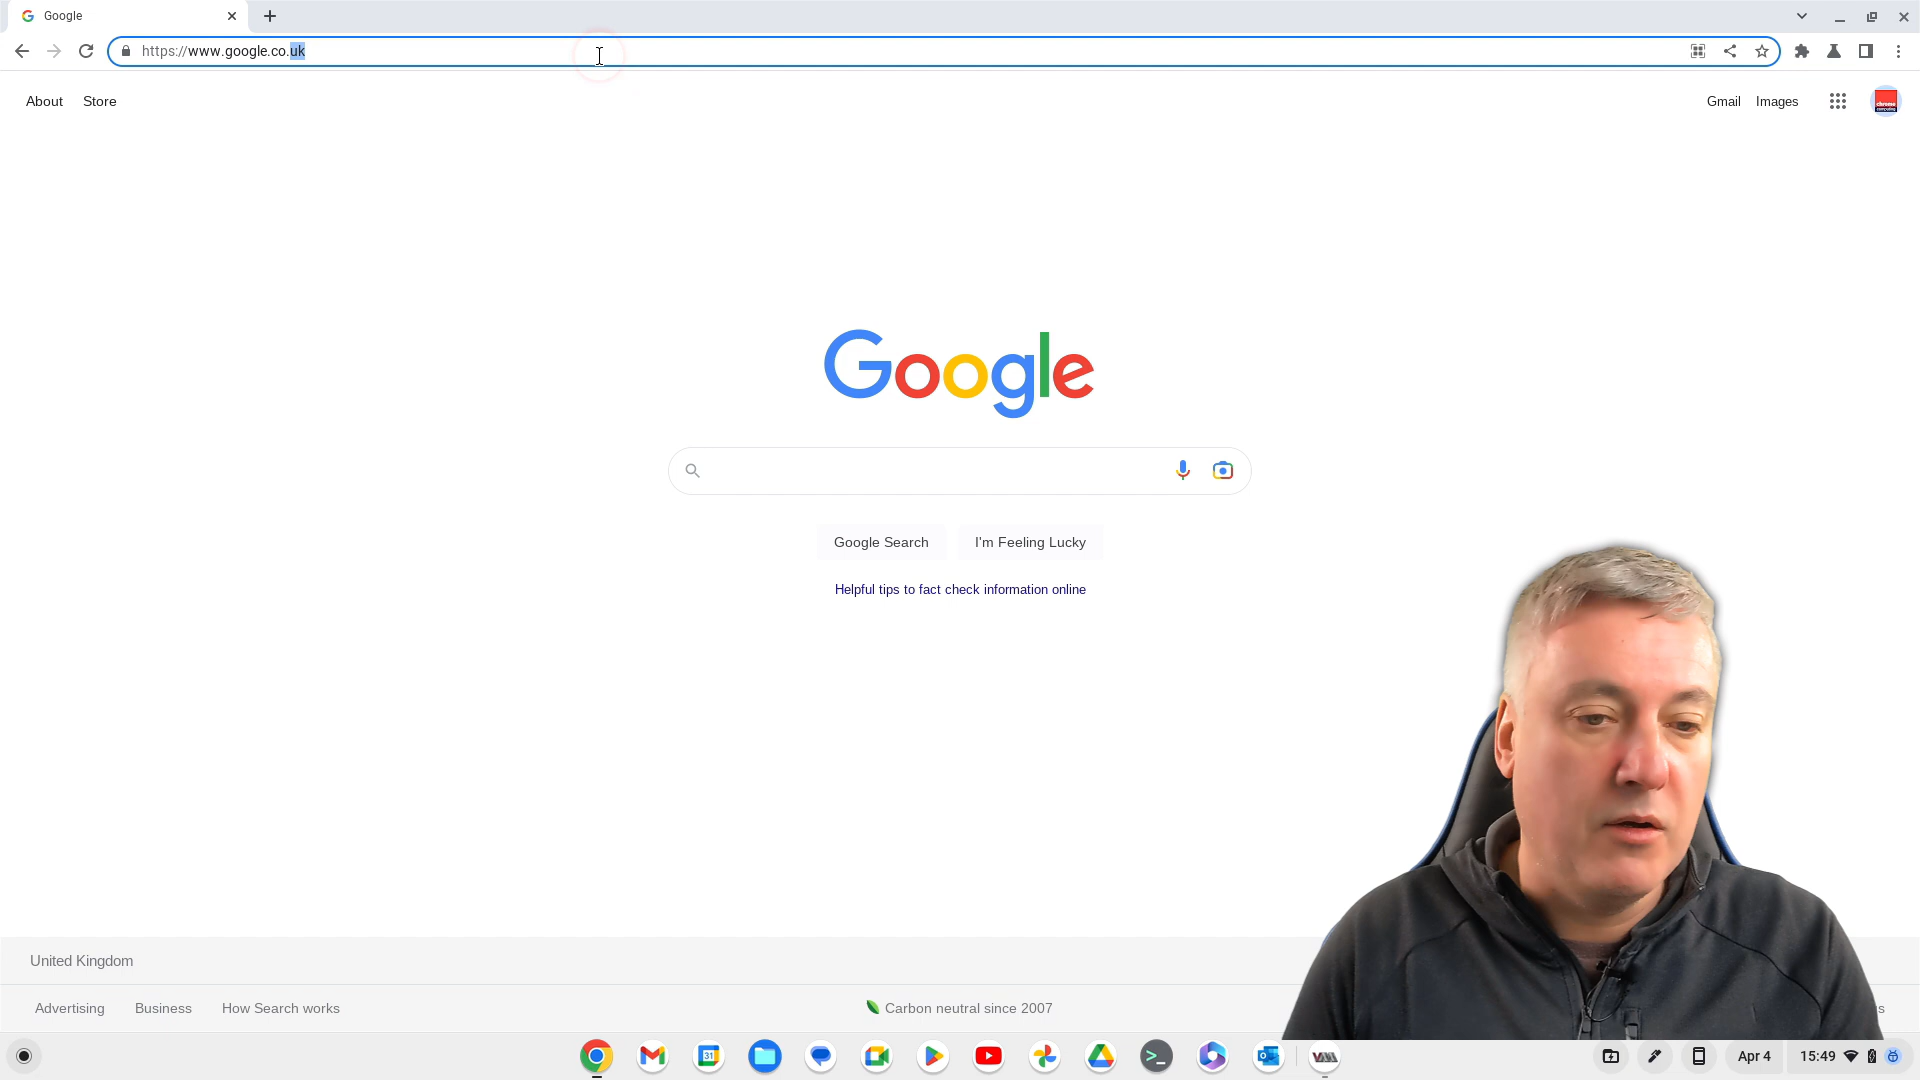 Google
https://www.google.co.uk
About Store
Gmail Images
Google
Google Search I'm Feeling Lucky
Helpful tips to fact check information online
United Kingdom
Advertising Business How Search works
Carbon neutral since 2007
31
Apr 4 15:49